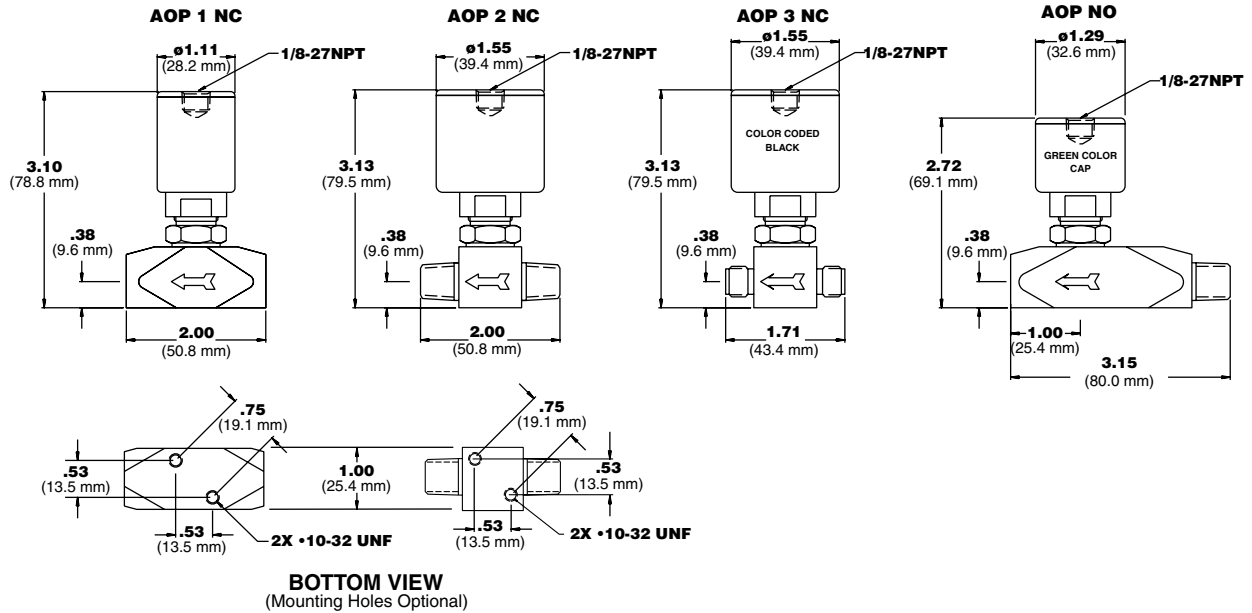 AOP 1 NC
ø1.11
(28.2 mm)
1/8-27NPT
3.10
(78.8 mm)
.38
(9.6 mm)
2.00
(50.8 mm)
AOP 2 NC
ø1.55
(39.4 mm)
1/8-27NPT
3.13
(79.5 mm)
.38
(9.6 mm)
2.00
(50.8 mm)
AOP 3 NC
ø1.55
(39.4 mm)
1/8-27NPT
COLOR CODED
BLACK
3.13
(79.5 mm)
.38
(9.6 mm)
1.71
(43.4 mm)
AOP NO
ø1.29
(32.6 mm)
1/8-27NPT
GREEN COLOR
CAP
2.72
(69.1 mm)
.38
(9.6 mm)
1.00
(25.4 mm)
3.15
(80.0 mm)
.75
(19.1 mm)
.53
(13.5 mm)
.53
(13.5 mm)
2X •10-32 UNF
1.00
(25.4 mm)
.75
(19.1 mm)
.53
(13.5 mm)
.53
(13.5 mm)
2X •10-32 UNF
BOTTOM VIEW
(Mounting Holes Optional)